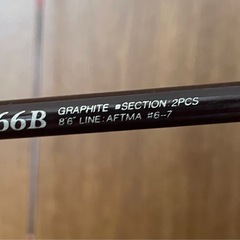 66B GRAPHITE ■SECTION:2PCS
8'6" LINE:AFTMA #6-7